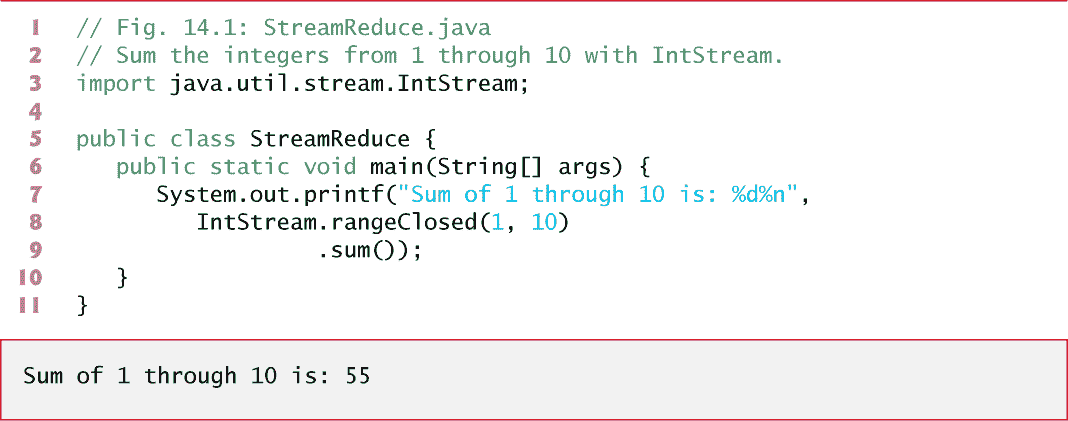 1 // Fig. 14.1: StreamReduce.java
2 // Sum the integers from 1 through 10 with IntStream.
3 import java.util.stream.IntStream;
4
5 public class StreamReduce {
6    public static void main(String[] args) {
7       System.out.printf("Sum of 1 through 10 is: %d%n",
8          IntStream.rangeClosed(1, 10)
9                   .sum());
10    }
11 }
Sum of 1 through 10 is: 55